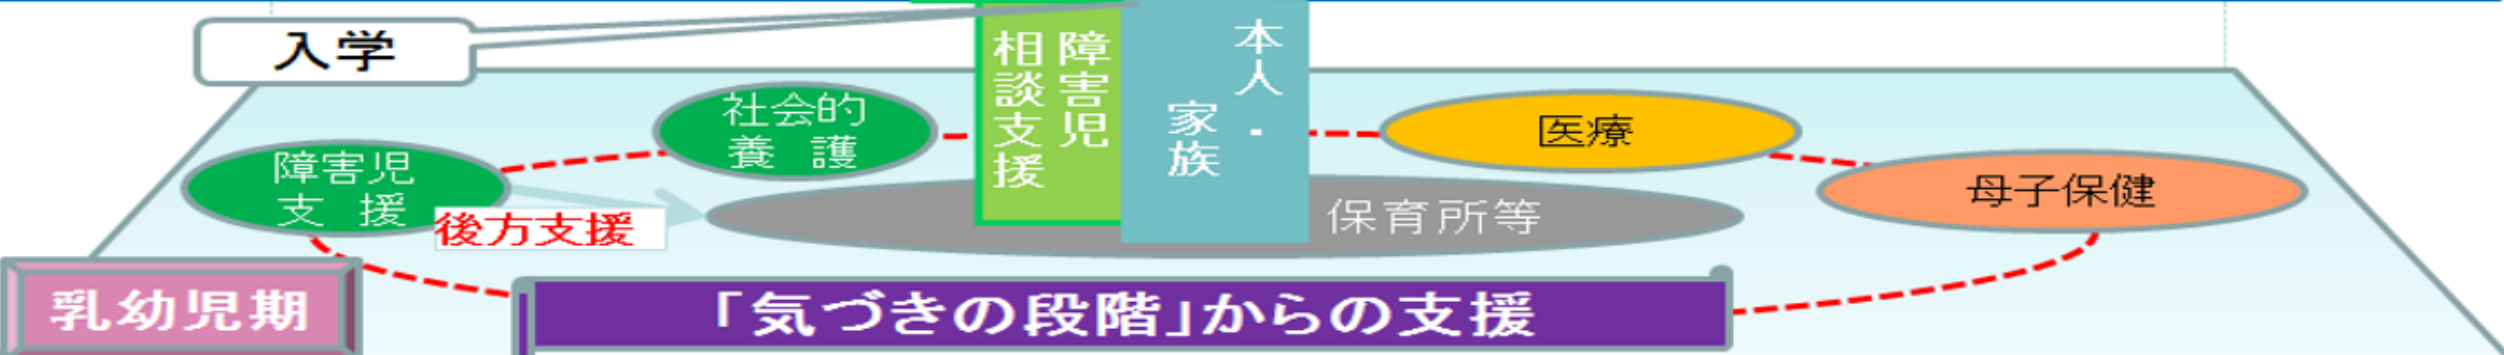 入学
障害児
相談支援
本人・
家族
社会的
養　護
医療
障害児
支　援
母子保健
後方支援
保育所等
乳幼児期
「気づきの段階」からの支援